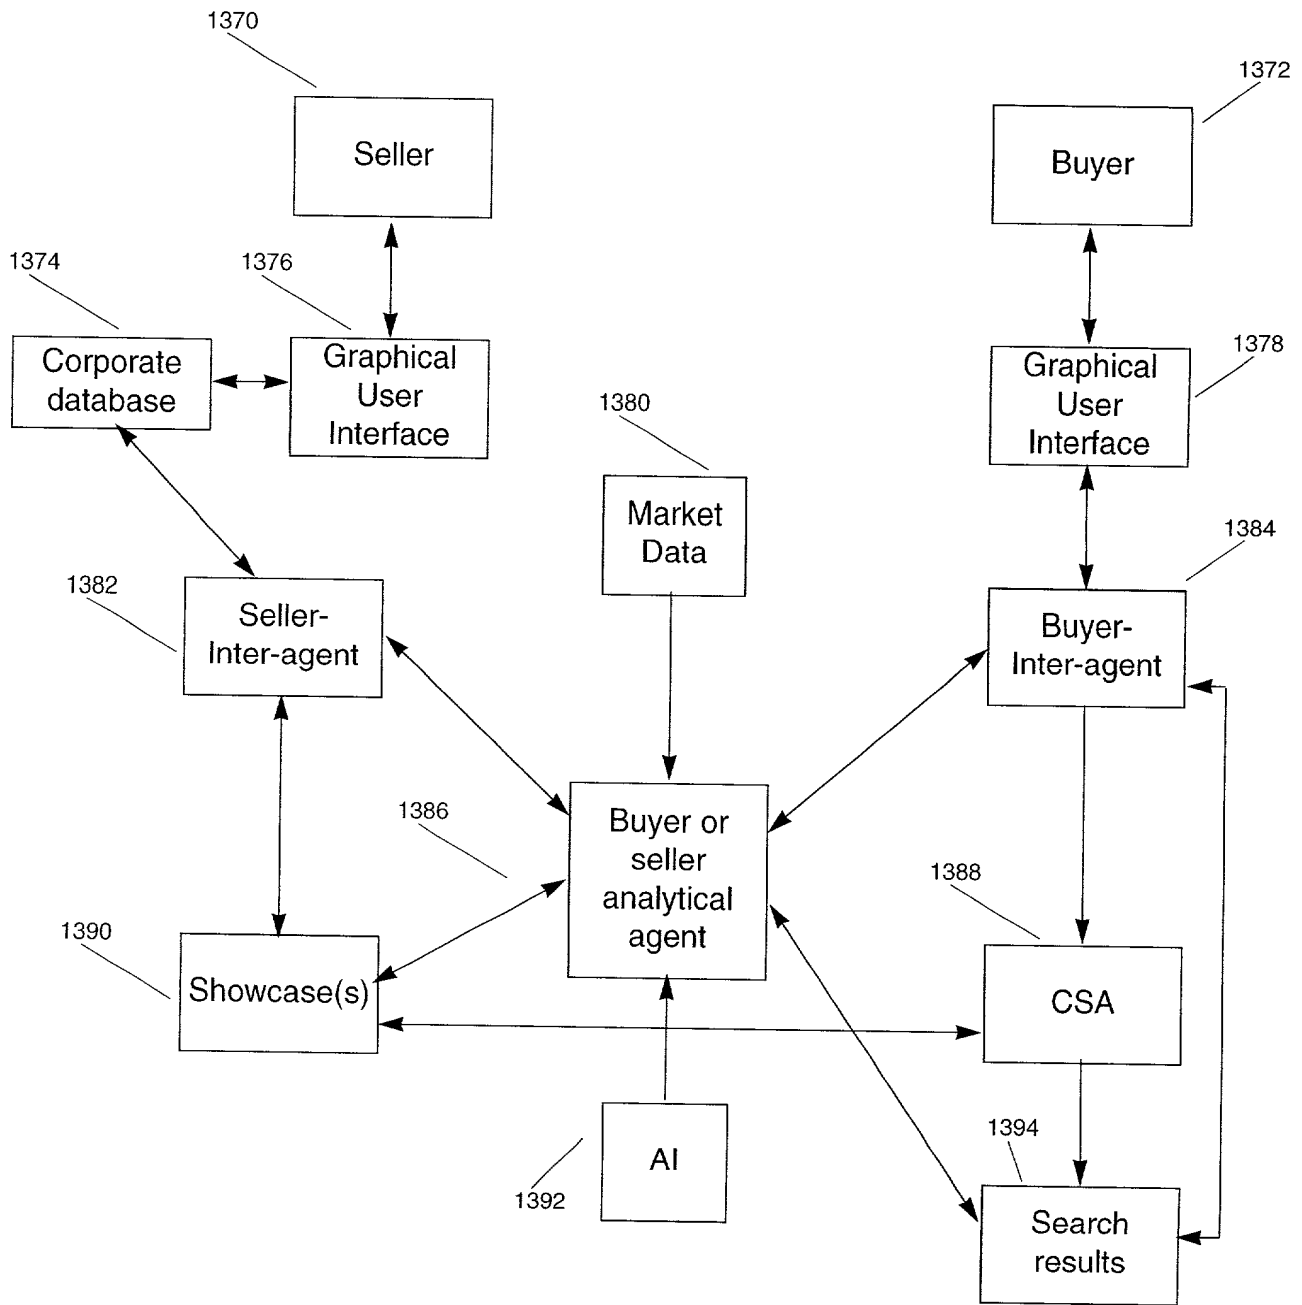 1370
1372
Seller
Buyer
1374
1376
Corporate
database
Graphical
User
Interface
1380
Graphical
User
Interface
1378
Market
Data
1384
1382
Seller-
Inter-agent
Buyer-
Inter-agent
1386
Buyer or
seller
analytical
agent
1388
1390
Showcase(s)
CSA
1392
AI
1394
Search
results